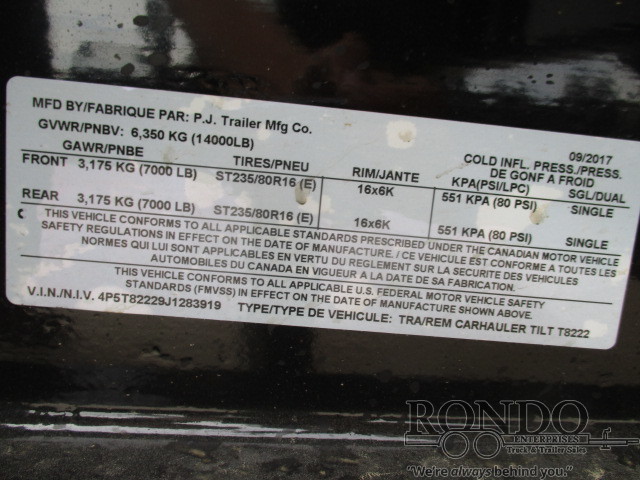 MFD BY/FABRIQUE PAR: P.J. Trailer Mfg Co.
09/2017
GVWR/PNBV: 6,350 KG (14000LB)
GAWR/PNBE TIRES/PNEU RIM/JANTE COLD INFL. PRESS./PRESS. DE GONF A FROID
KPA(PSI/LPC) SGL/DUAL
FRONT 3,175 KG (7000 LB) ST235/80R16 (E) 16x6K 551 KPA (80 PSI) SINGLE
REAR 3,175 KG (7000 LB) ST235/80R16 (E) 16x6K 551 KPA (80 PSI) SINGLE
THIS VEHICLE CONFORMS TO ALL APPLICABLE STANDARDS PRESCRIBED UNDER THE CANADIAN MOTOR VEHICLE
SAFETY REGULATIONS IN EFFECT ON THE DATE OF MANUFACTURE. / CE VEHICULE EST CONFORME A TOUTES LES
NORMES QUI LUI SONT APPLICABLES EN VERTU DU REGLEMENT SUR LA SECURITE DES VEHICULES
AUTOMOBILES DU CANADA EN VIGUEUR A LA DATE DE SA FABRICATION.
THIS VEHICLE CONFORMS TO ALL APPLICABLE U.S. FEDERAL MOTOR VEHICLE SAFETY
STANDARDS (FMVSS) IN EFFECT ON THE DATE OF MANUFACTURE SHOWN ABOVE.
V.I.N./N.I.V. 4P5T82229J1283919 TYPE/TYPE DE VEHICULE: TRA/REM CARHAULER TILT T8222
RONDO
ENTERPRISES
Truck & Trailer Sales
"We're always behind you."